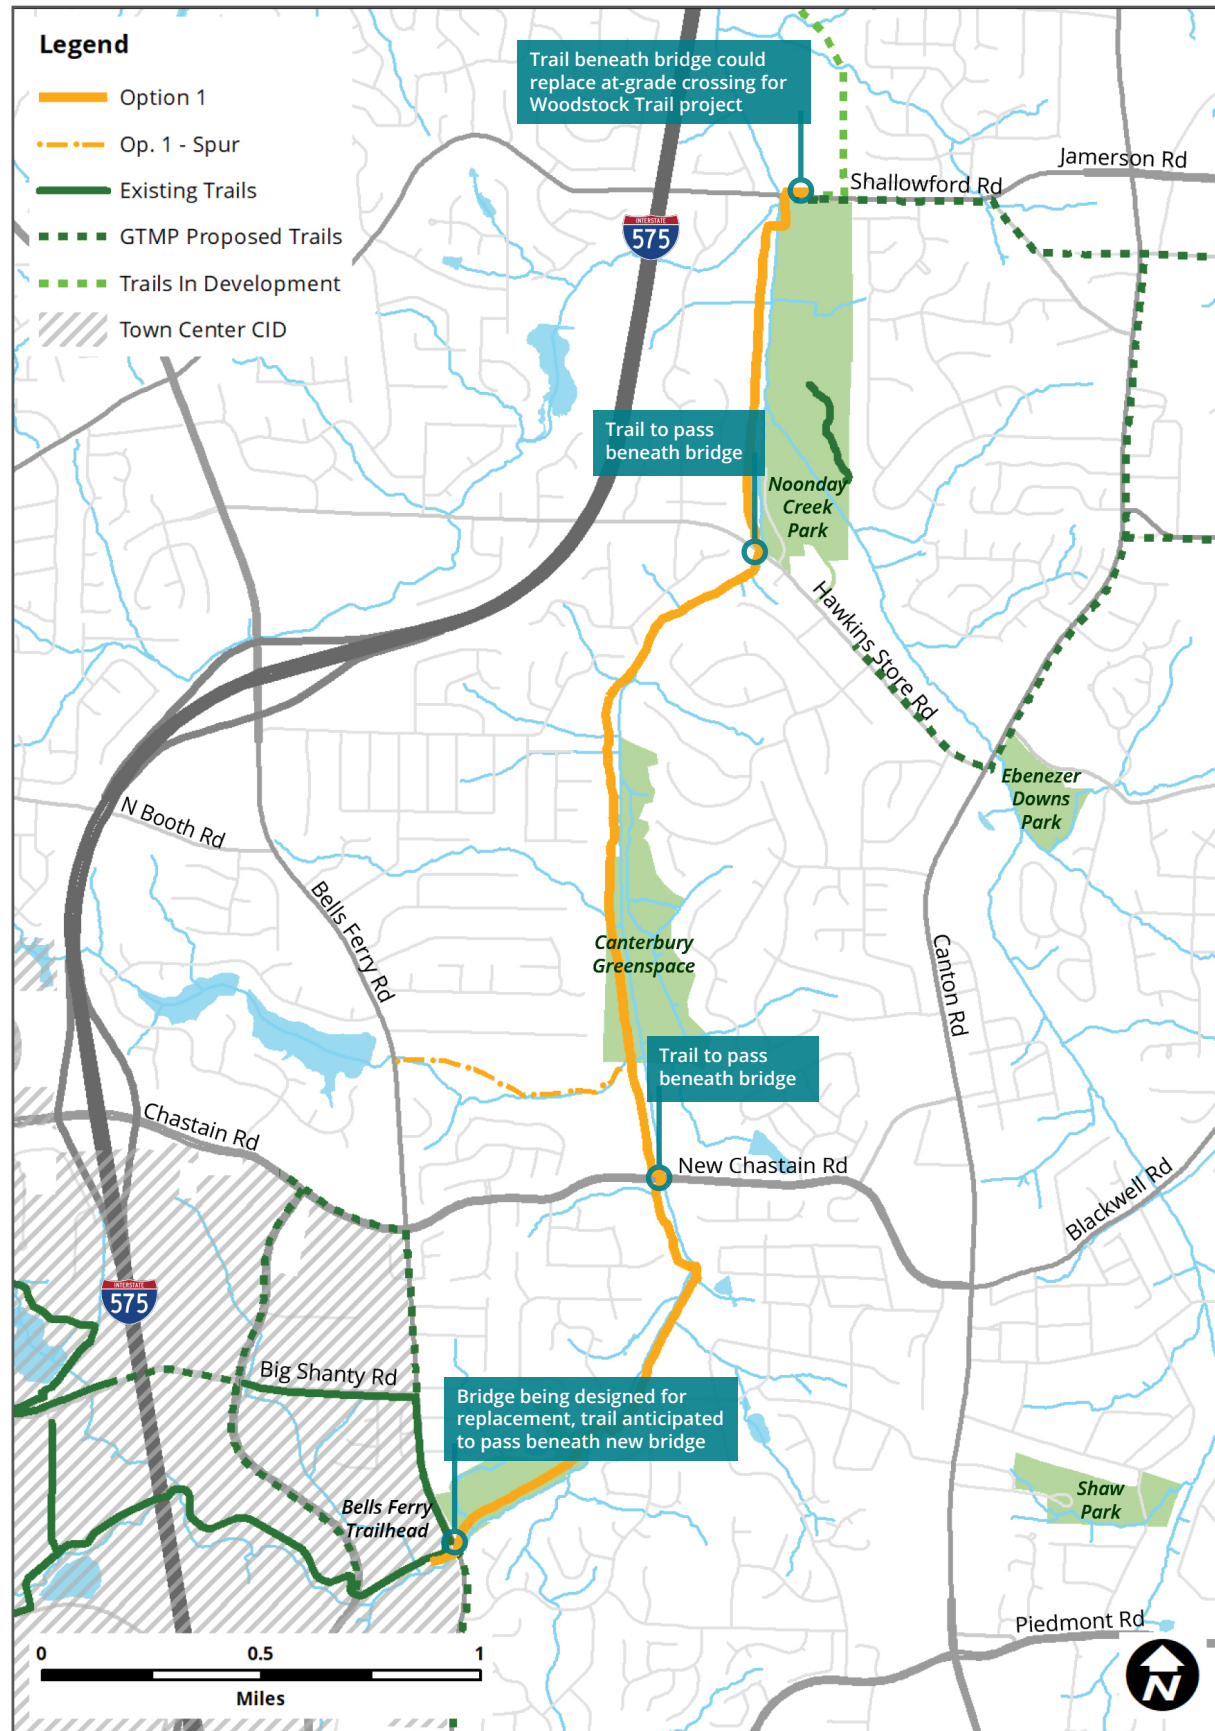 Legend
Option 1
Op. 1 - Spur
Existing Trails
GTMP Proposed Trails
Trails In Development
Town Center CID
Trail beneath bridge could
replace at-grade crossing for
Woodstock Trail project
Jamerson Rd
Shallowford Rd
INTERSTATE
575
Trail to pass
beneath bridge
Noonday
Creek
Park
Hawkins Store Rd
Ebenezer
Downs
Park
N Booth Rd
Bells Ferry Rd
Canterbury
Greenspace
Canton Rd
Trail to pass
beneath bridge
Chastain Rd
New Chastain Rd
Blackwell Rd
INTERSTATE
575
Big Shanty Rd
Bridge being designed for
replacement, trail anticipated
to pass beneath new bridge
Bells Ferry
Trailhead
Shaw
Park
Piedmont Rd
0 0.5 1
Miles
N